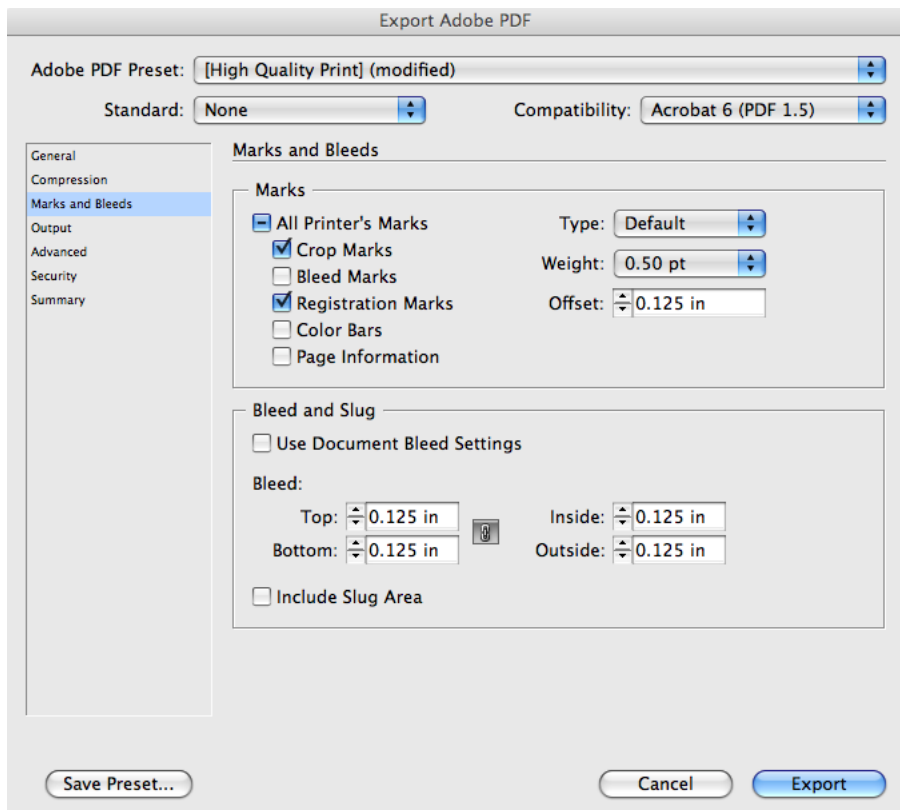 Export Adobe PDF
Adobe PDF Preset: [High Quality Print] (modified)
Standard: None Compatibility: Acrobat 6 (PDF 1.5)
General
Compression
Marks and Bleeds
Output
Advanced
Security
Summary
Marks and Bleeds
Marks
All Printer's Marks
Crop Marks
Bleed Marks
Registration Marks
Color Bars
Page Information
Type: Default
Weight: 0.50 pt
Offset: 0.125 in
Bleed and Slug
Use Document Bleed Settings
Bleed:
Top: 0.125 in Inside: 0.125 in
Bottom: 0.125 in Outside: 0.125 in
Include Slug Area
Save Preset... Cancel Export